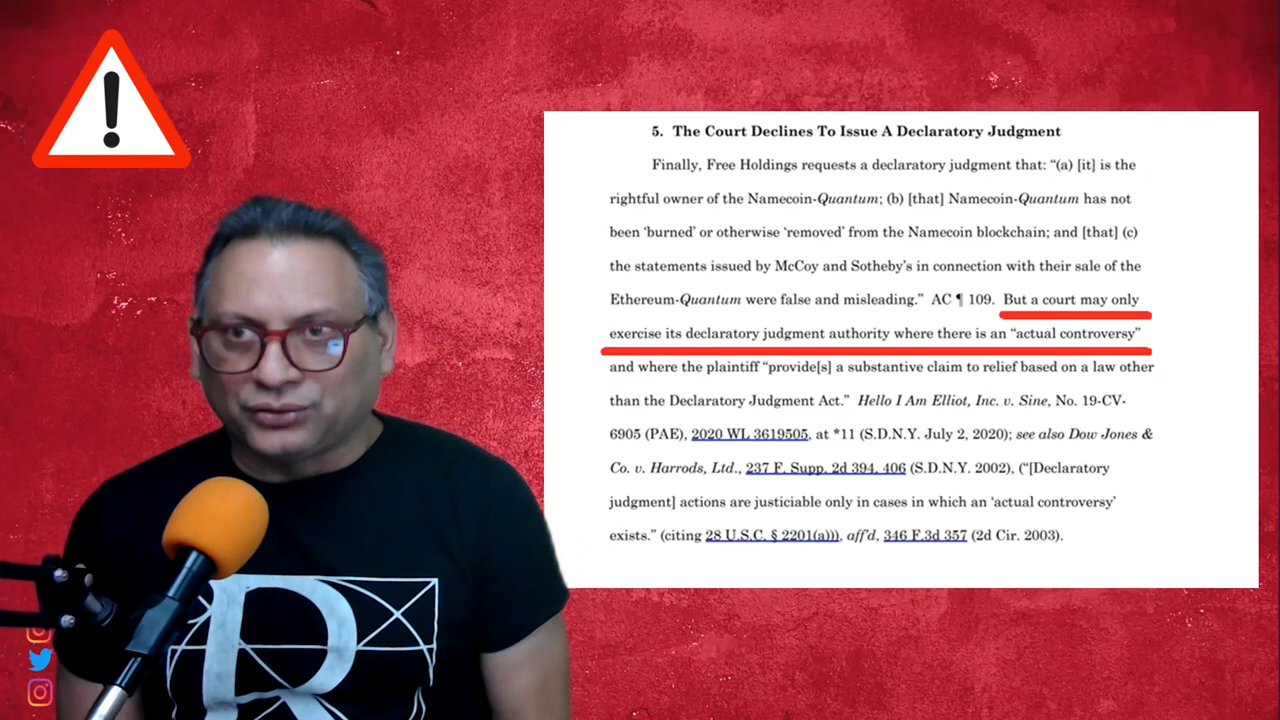 5. The Court Declines To Issue A Declaratory Judgment
Finally, Free Holdings requests a declaratory judgment that: “(a) [it] is the
rightful owner of the Namecoin-Quantum; (b) [that] Namecoin-Quantum has not
been ‘burned’ or otherwise ‘removed’ from the Namecoin blockchain; and [that] (c)
the statements issued by McCoy and Sotheby’s in connection with their sale of the
Ethereum-Quantum were false and misleading.” AC ¶ 109. But a court may only
exercise its declaratory judgment authority where there is an “actual controversy”
and where the plaintiff “provide[s] a substantive claim to relief based on a law other
than the Declaratory Judgment Act.” Hello I Am Elliot, Inc. v. Sine, No. 19-CV-
6905 (PAE), 2020 WL 3619505, at *11 (S.D.N.Y. July 2, 2020); see also Dow Jones &
Co. v. Harrods, Ltd., 237 F. Supp. 2d 394, 406 (S.D.N.Y. 2002), (“[Declaratory
judgment] actions are justiciable only in cases in which an ‘actual controversy’
exists.” (citing 28 U.S.C. § 2201(a))), aff’d, 346 F.3d 357 (2d Cir. 2003).
!
R